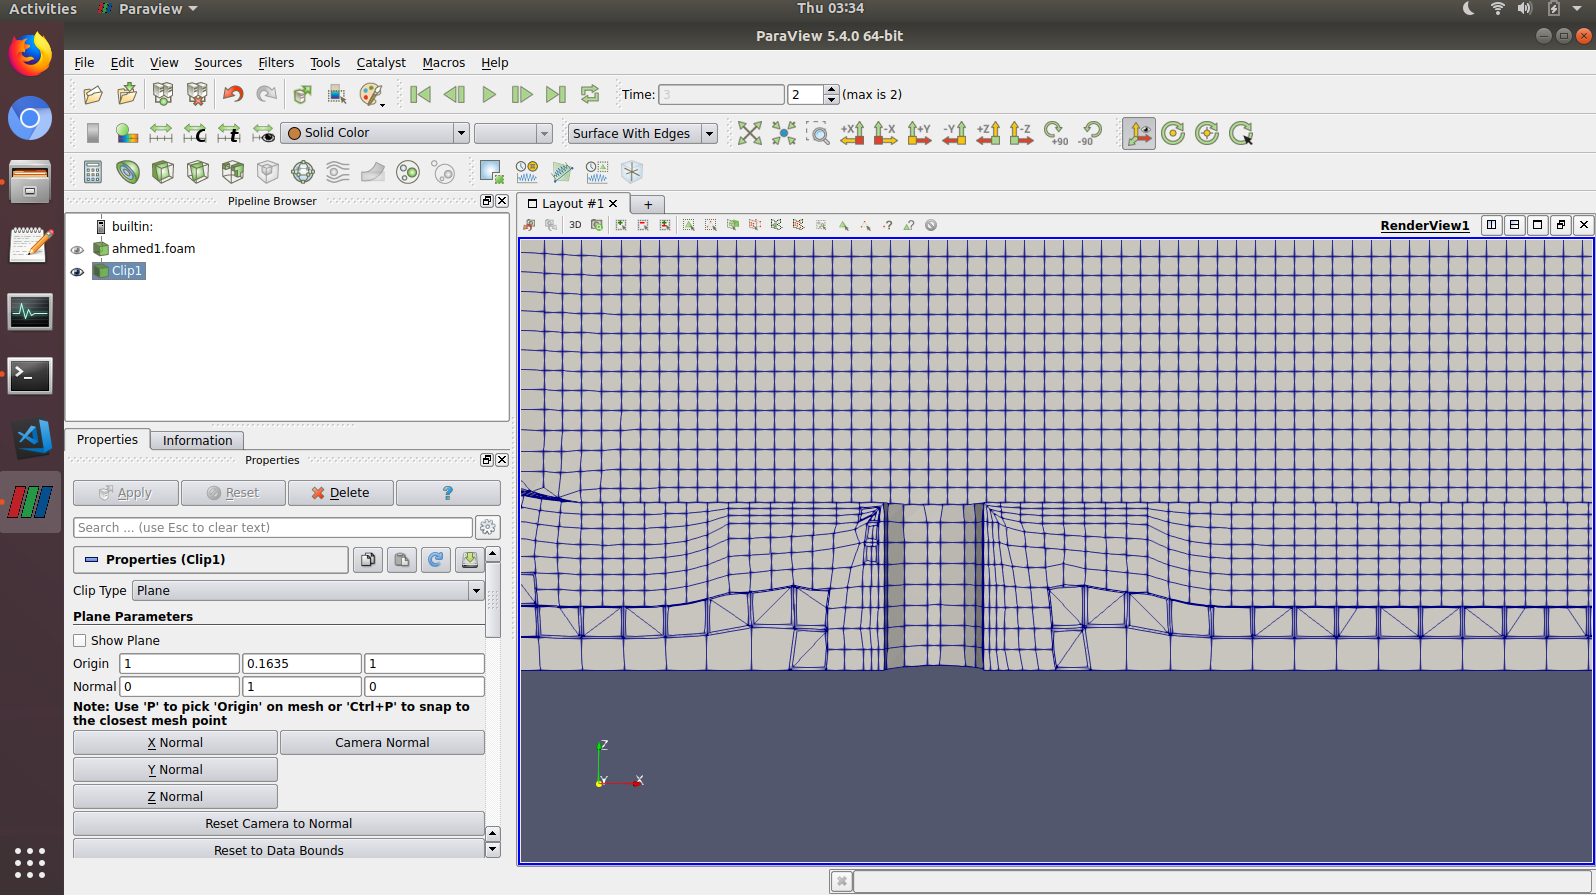 Activities Paraview Thu 03:34
ParaView 5.4.0 64-bit
File Edit View Sources Filters Tools Catalyst Macros Help
Time: 3 2 (max is 2)
C t Solid Color Surface With Edges +X -X +Y -Y +Z -Z +90 -90
Pipeline Browser
Layout #1 +
builtin:
3D RenderView1
ahmed1.foam
Clip1
Properties Information
Properties
Apply Reset Delete ?
Search ... (use Esc to clear text)
Properties (Clip1)
Clip Type Plane
Plane Parameters
Show Plane
Origin 1 0.1635 1
Normal 0 1 0
Note: Use 'P' to pick 'Origin' on mesh or 'Ctrl+P' to snap to
the closest mesh point
X Normal Camera Normal
Y Normal
Z Normal
Reset Camera to Normal
Reset to Data Bounds
Z
Y X